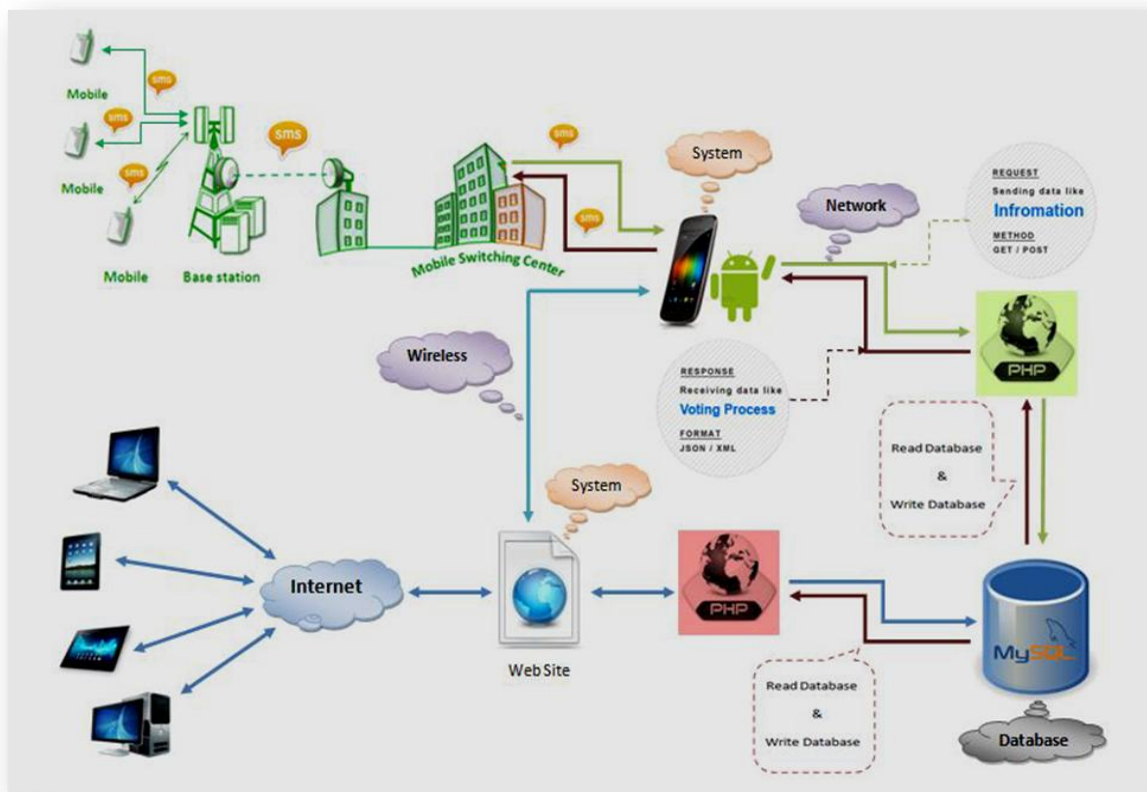 sms
Mobile
sms
sms
Mobile
sms
Mobile
Base station
sms
sms
Mobile Switching Center
System
Network
REQUEST
Sending data like
Infromation
METHOD
GET / POST
Wireless
RESPONSE
Receiving data like
Voting Process
FORMAT
JSON / XML
PHP
Read Database
&
Write Database
System
Internet
Web Site
PHP
MySQL
Read Database
&
Write Database
Database